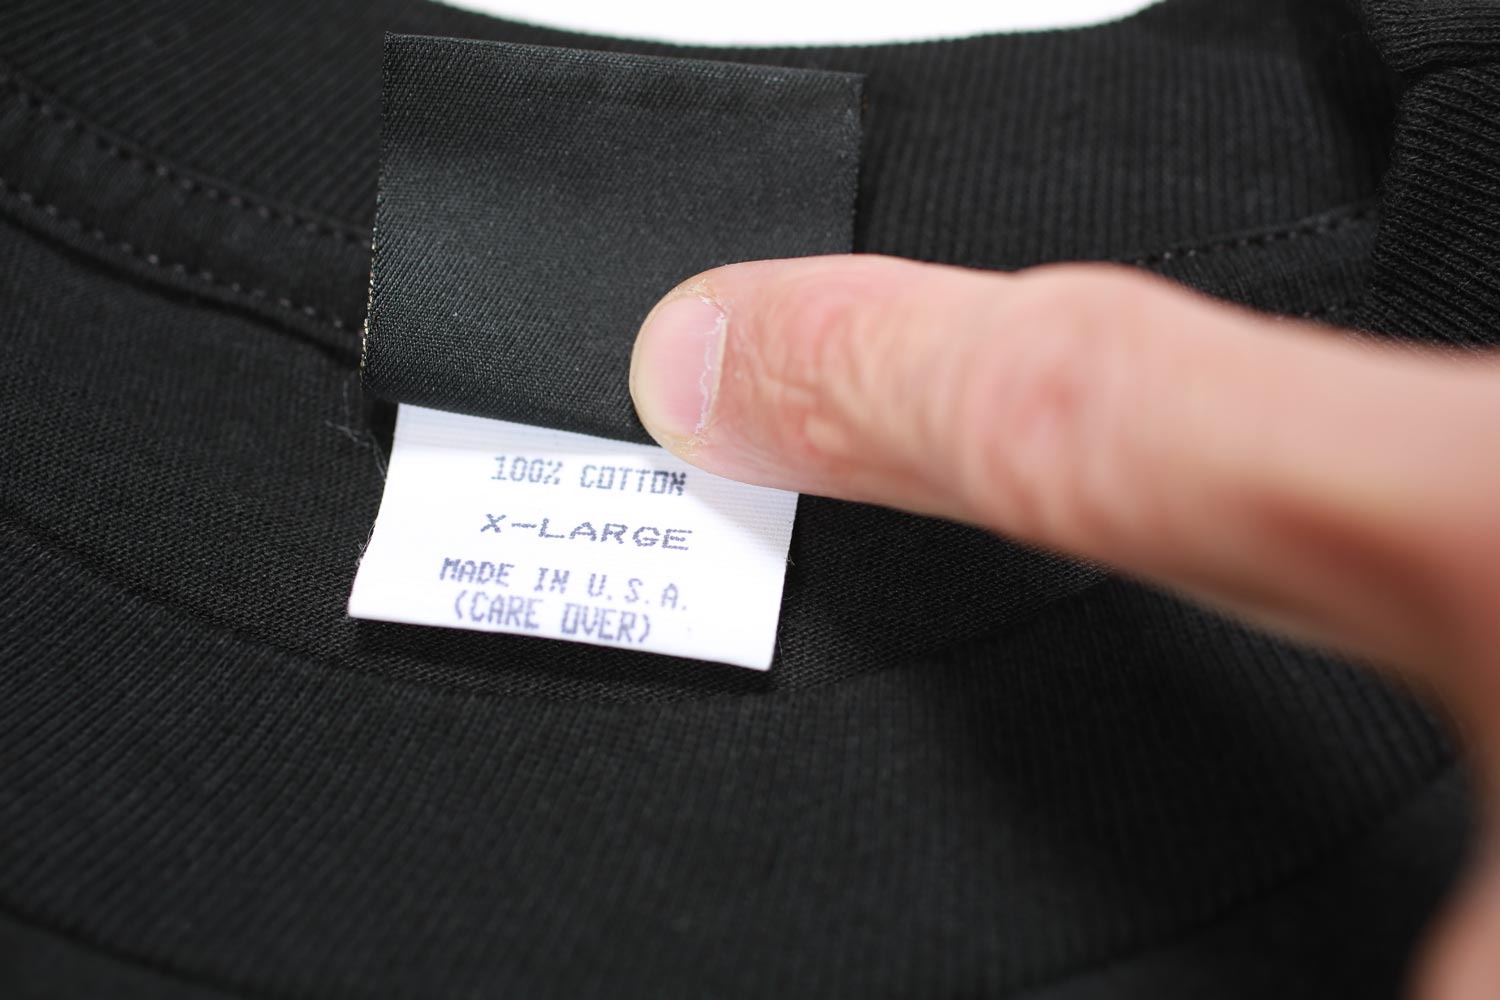 100% COTTON
X-LARGE
MADE IN U.S.A.
(CARE OVER)